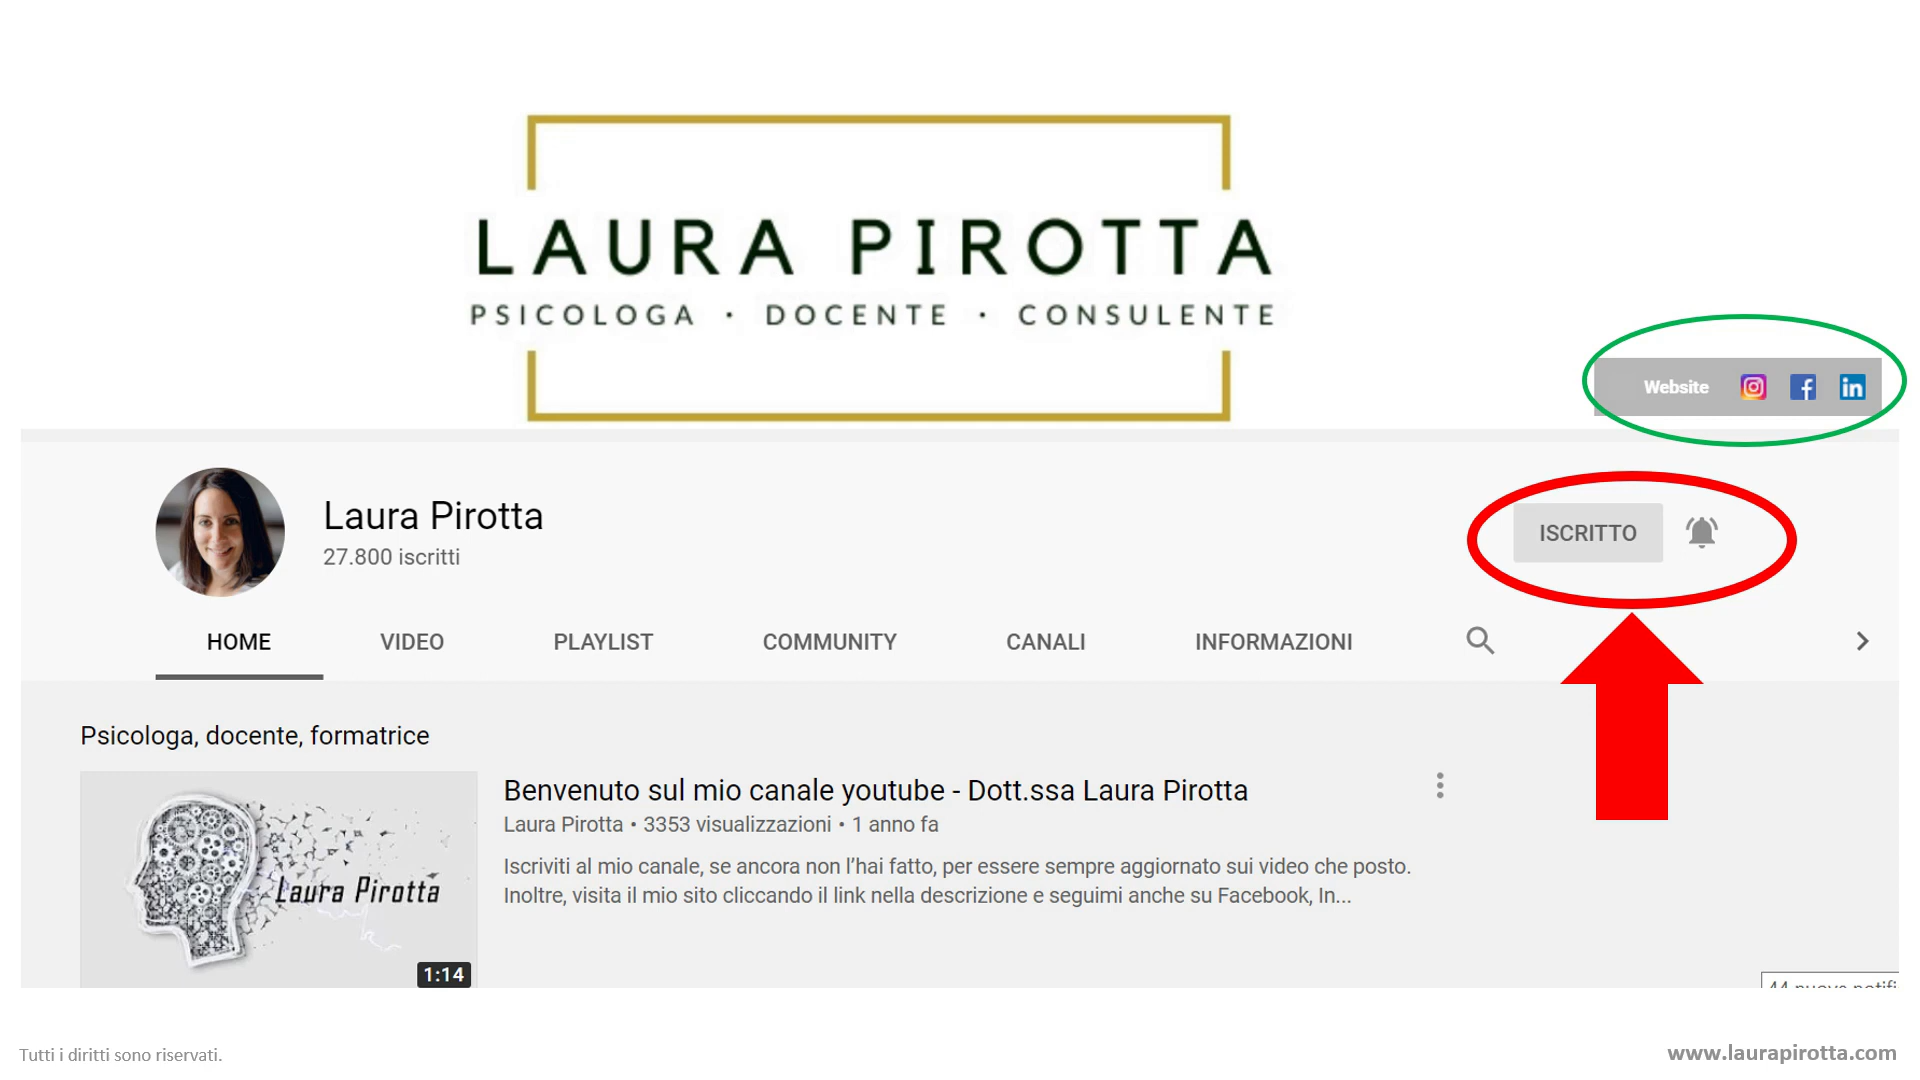 LAURA PIROTTA
PSICOLOGA · DOCENTE · CONSULENTE
Website
Laura Pirotta
27.800 iscritti
ISCRITTO
HOME VIDEO PLAYLIST COMMUNITY CANALI INFORMAZIONI
Psicologa, docente, formatrice
Laura Pirotta
1:14
Benvenuto sul mio canale youtube - Dott.ssa Laura Pirotta
Laura Pirotta • 3353 visualizzazioni • 1 anno fa
Iscriviti al mio canale, se ancora non l’hai fatto, per essere sempre aggiornato sui video che posto.
Inoltre, visita il mio sito cliccando il link nella descrizione e seguimi anche su Facebook, In...
Tutti i diritti sono riservati.
www.laurapirotta.com